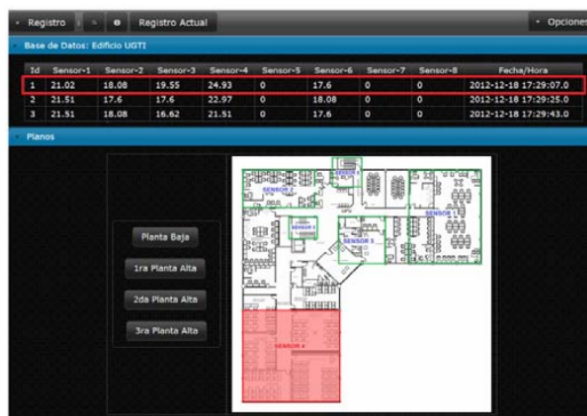 Registro Registro Actual Opciones
Base de Datos: Edificio UGTI
Id Sensor-1 Sensor-2 Sensor-3 Sensor-4 Sensor-5 Sensor-6 Sensor-7 Sensor-8 Fecha/Hora
1 21.02 18.08 19.55 24.93 0 17.6 0 0 2012-12-18 17:29:07.0
2 21.51 17.6 17.6 22.97 0 18.08 0 0 2012-12-18 17:29:25.0
3 21.51 18.08 16.62 21.51 0 17.6 0 0 2012-12-18 17:29:43.0
Planos
SENSOR 2
SENSOR 1
SENSOR 3
Planta Baja
1ra Planta Alta
2da Planta Alta
3ra Planta Alta
SENSOR 4